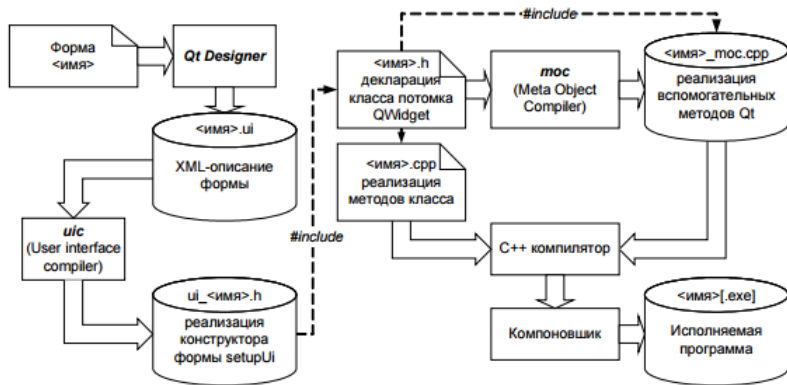 Форма
<имя>
Qt Designer
<имя>.ui
XML-описание
формы
uic
(User interface
compiler)
ui_<имя>.h
реализация
конструктора
формы setupUi
#include
#include
<имя>.h
декларация
класса потомка
QWidget
moc
(Meta Object
Compiler)
<имя>_moc.cpp
реализация
вспомогательных
методов Qt
<имя>.cpp
реализация
методов класса
C++ компилятор
Компоновшик
<имя>[.exe]
Исполняемая
программа